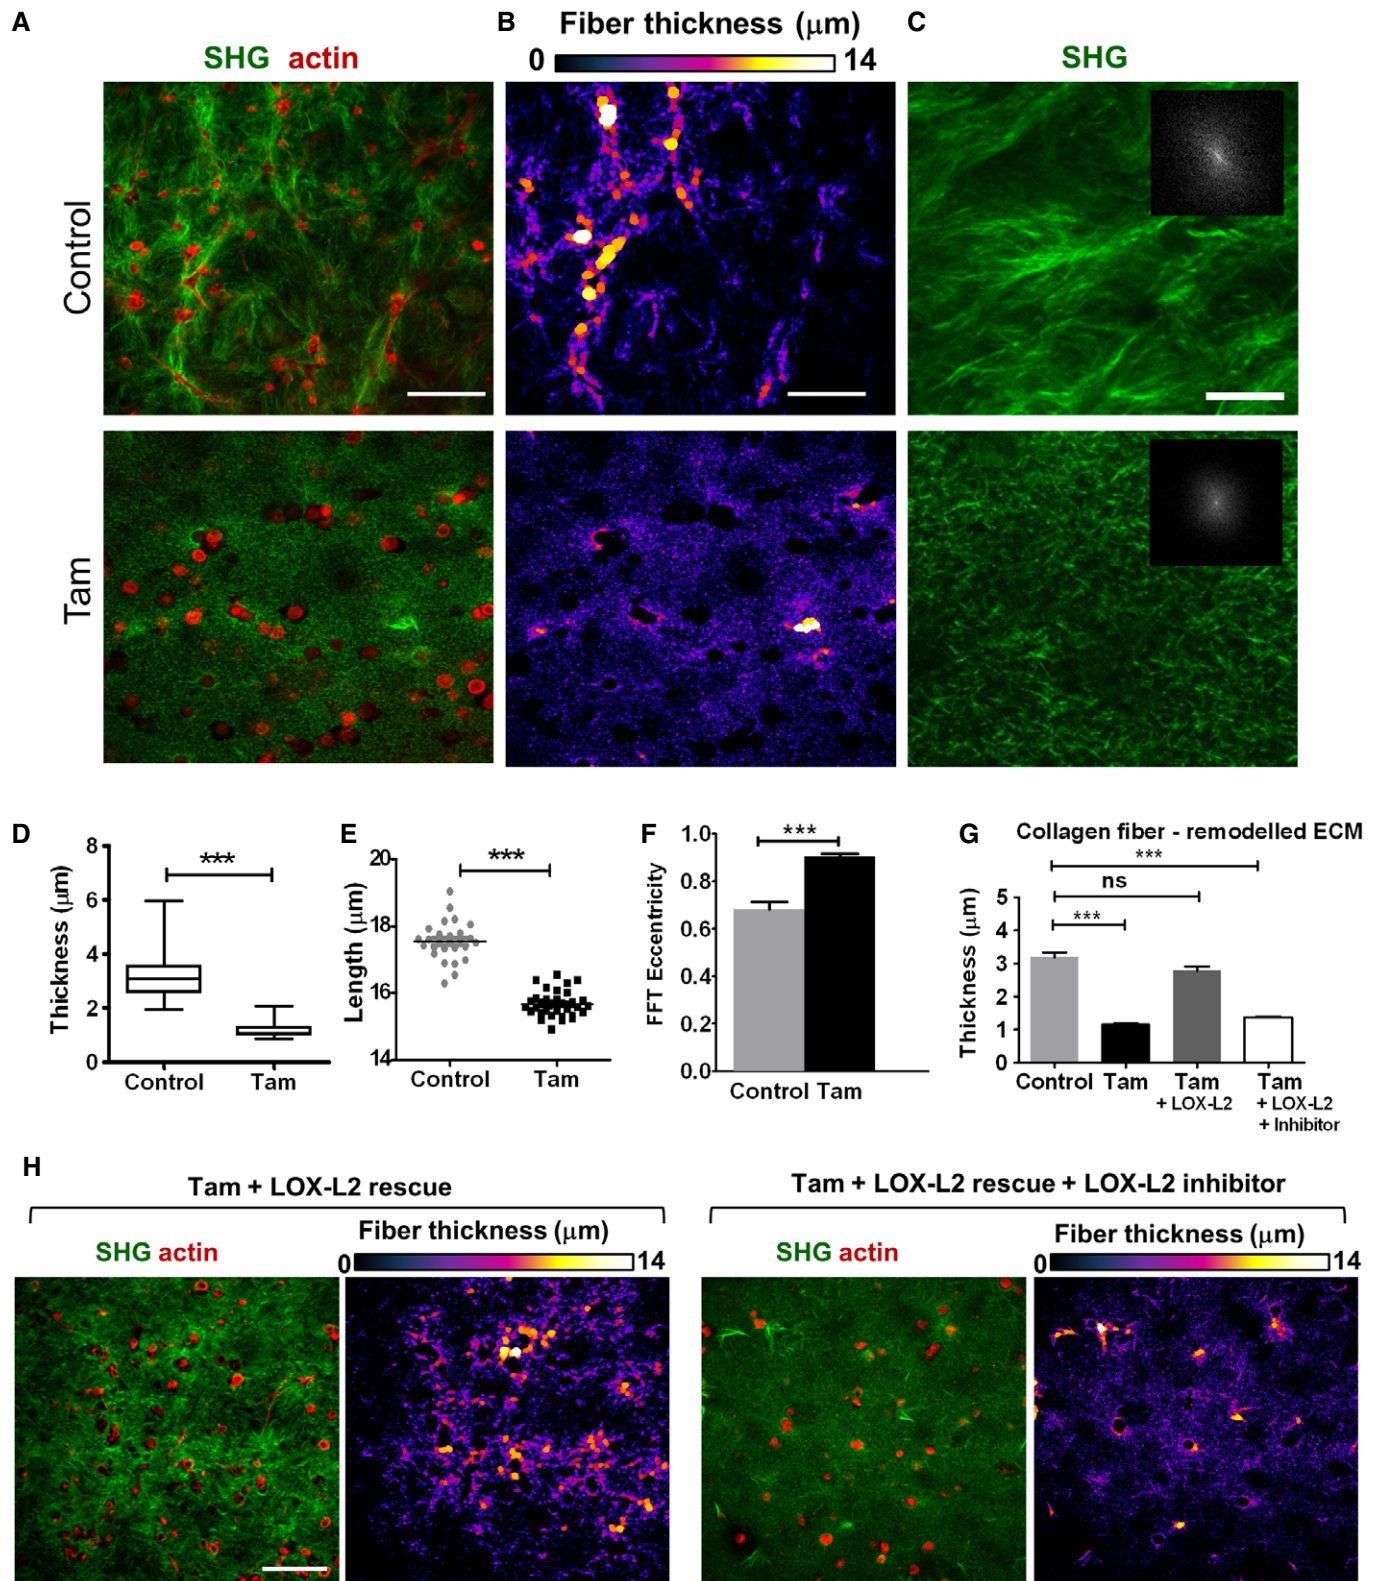 A
B
Fiber thickness (μm)
C
SHG actin
0
14
SHG
Control
Tam
D
E
F
G
Collagen fiber - remodelled ECM
Thickness (μm)
8
6
4
2
0
***
Control
Tam
Length (μm)
20
18
16
14
***
Control
Tam
FFT Eccentricity
1.0
0.8
0.6
0.4
0.2
0.0
***
Control Tam
Thickness (μm)
5
4
3
2
1
0
***
ns
***
Control
Tam
Tam
+ LOX-L2
Tam
+ LOX-L2
+ Inhibitor
H
Tam + LOX-L2 rescue
SHG actin
Fiber thickness (μm)
0
14
Tam + LOX-L2 rescue + LOX-L2 inhibitor
SHG actin
Fiber thickness (μm)
0
14